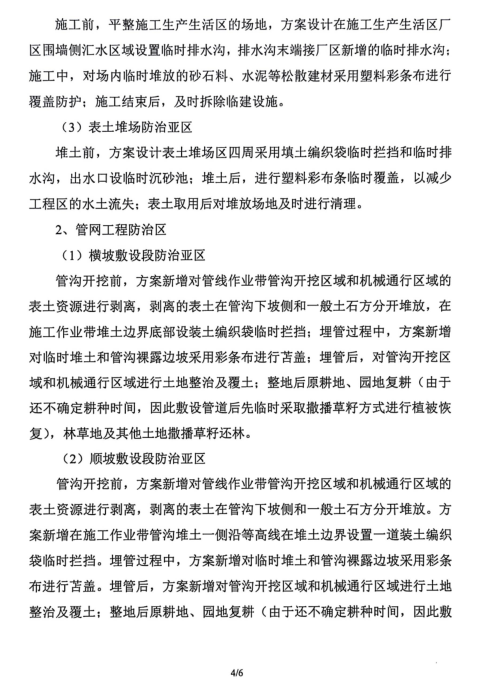 施工前，平整施工生产生活区的场地，方案设计在施工生产生活区厂
区围墙侧汇水区域设置临时排水沟，排水沟末端接厂区新增的临时排水沟；
施工中，对场内临时堆放的砂石料、水泥等松散建材采用塑料彩条布进行
覆盖防护；施工结束后，及时拆除临建设施。
（3）表土堆场防治亚区
堆土前，方案设计表土堆场区四周采用填土编织袋临时拦挡和临时排
水沟，出水口设临时沉砂池；堆土后，进行塑料彩布条临时覆盖，以减少
工程区的水土流失；表土取用后对堆放场地及时进行清理。
2、管网工程防治区
（1）横坡敷设段防治亚区
管沟开挖前，方案新增对管线作业带管沟开挖区域和机械通行区域的
表土资源进行剥离，剥离的表土在管沟下坡侧和一般土石方分开堆放，在
施工作业带堆土边界底部设装土编织袋临时拦挡；埋管过程中，方案新增
对临时堆土和管沟裸露边坡采用彩条布进行苫盖；埋管后，对管沟开挖区
域和机械通行区域进行土地整治及覆土；整地后原耕地、园地复耕（由于
还不确定耕种时间，因此敷设管道后先临时采取撒播草籽方式进行植被恢
复），林草地及其他土地撒播草籽还林。
（2）顺坡敷设段防治亚区
管沟开挖前，方案新增对管线作业带管沟开挖区域和机械通行区域的
表土资源进行剥离，剥离的表土在管沟下坡侧和一般土石方分开堆放。方
案新增在施工作业带管沟堆土一侧沿等高线在堆土边界设置一道装土编织
袋临时拦挡。埋管过程中，方案新增对临时堆土和管沟裸露边坡采用彩条
布进行苫盖。埋管后，方案新增对管沟开挖区域和机械通行区域进行土地
整治及覆土；整地后原耕地、园地复耕（由于还不确定耕种时间，因此敷
4/6